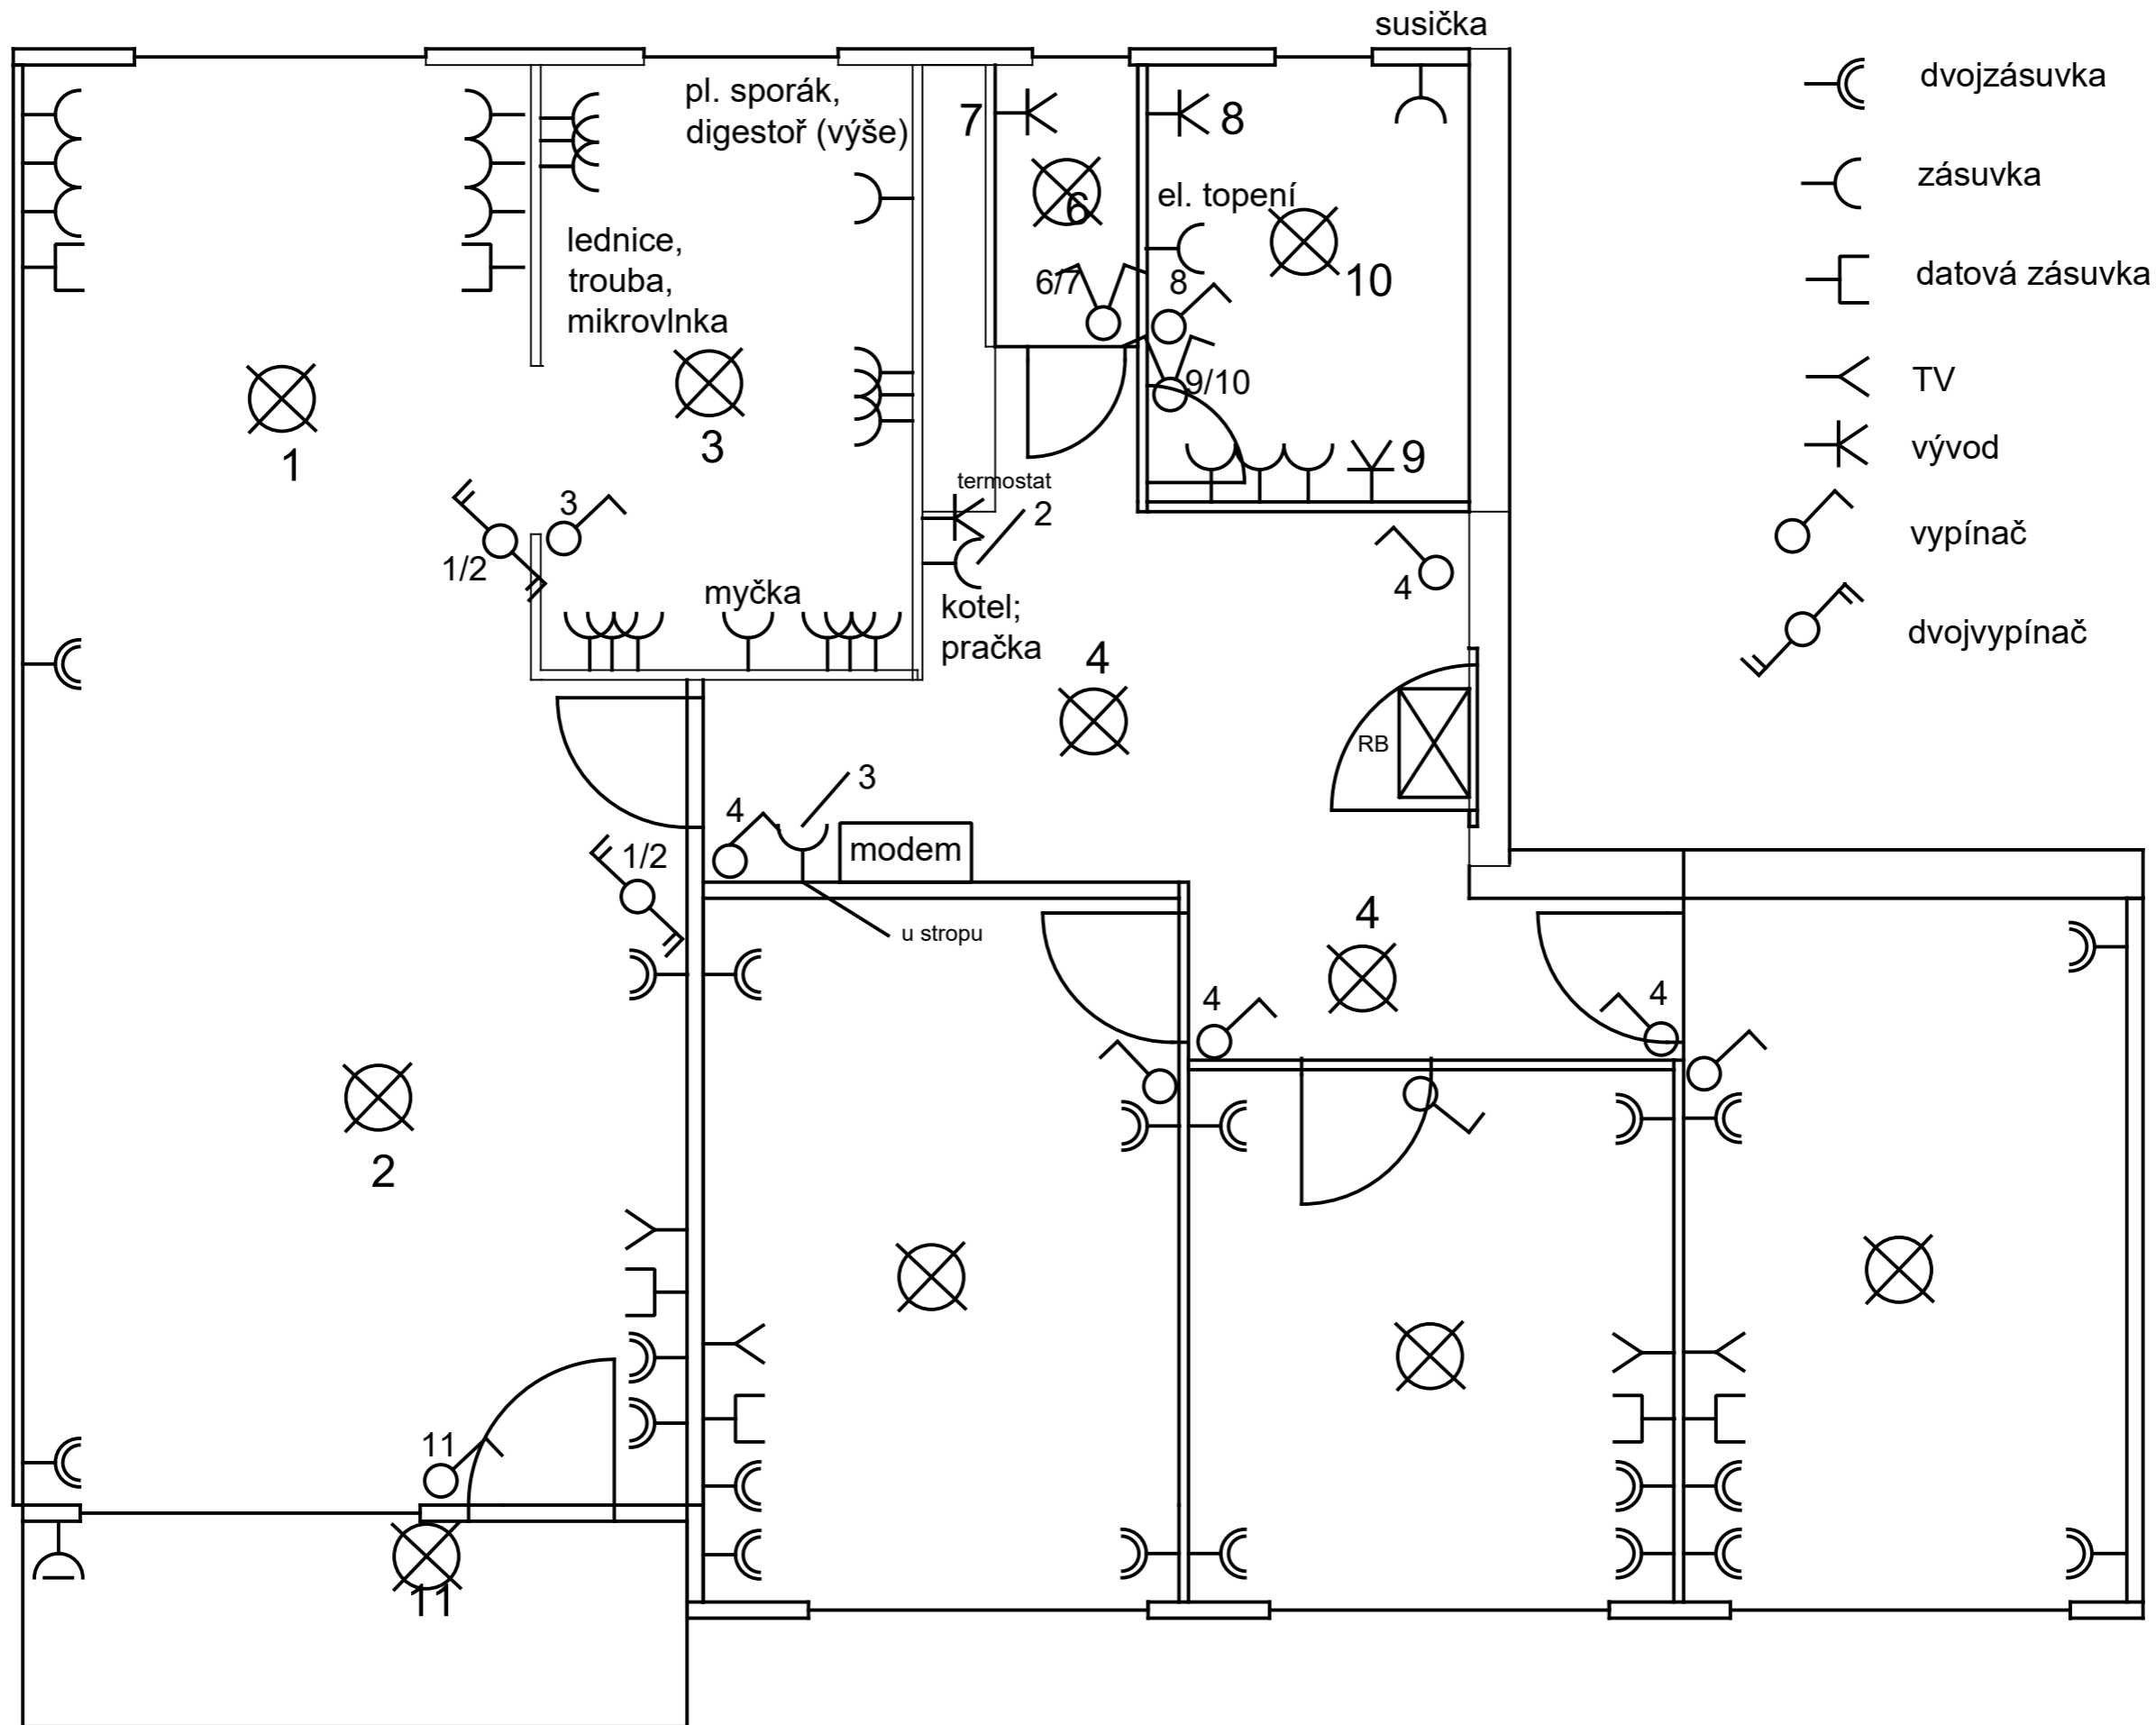 susička
pl. sporák,
digestoř (výše)
7
8
dvojzásuvka
6
el. topení
zásuvka
lednice,
trouba,
mikrovlnka
6/7
8
10
datová zásuvka
1
3
9/10
TV
9
vývod
termostat
3
2
1/2
vypínač
myčka
kotel;
pračka
4
dvojvypínač
4
RB
3
4
modem
1/2
u stropu
4
4
4
2
11
11